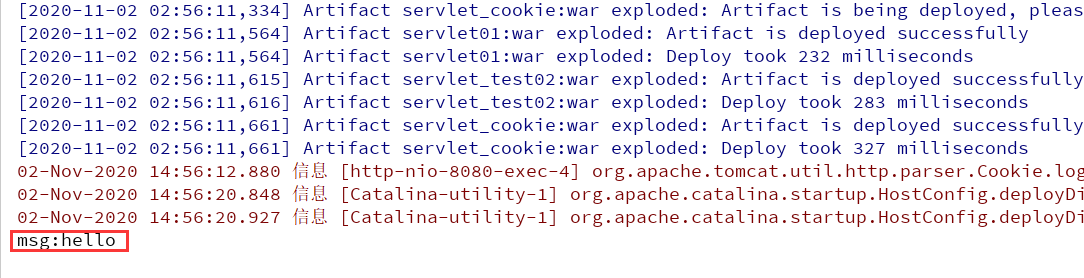 [2020-11-02 02:56:11,334] Artifact servlet_cookie:war exploded: Artifact is being deployed, pleas
[2020-11-02 02:56:11,564] Artifact servlet01:war exploded: Artifact is deployed successfully
[2020-11-02 02:56:11,564] Artifact servlet01:war exploded: Deploy took 232 milliseconds
[2020-11-02 02:56:11,615] Artifact servlet_test02:war exploded: Artifact is deployed successfully
[2020-11-02 02:56:11,616] Artifact servlet_test02:war exploded: Deploy took 283 milliseconds
[2020-11-02 02:56:11,661] Artifact servlet_cookie:war exploded: Artifact is deployed successfully
[2020-11-02 02:56:11,661] Artifact servlet_cookie:war exploded: Deploy took 327 milliseconds
02-Nov-2020 14:56:12.880 信息 [http-nio-8080-exec-4] org.apache.tomcat.util.http.parser.Cookie.log
02-Nov-2020 14:56:20.848 信息 [Catalina-utility-1] org.apache.catalina.startup.HostConfig.deployDi
02-Nov-2020 14:56:20.927 信息 [Catalina-utility-1] org.apache.catalina.startup.HostConfig.deployDi
msg:hello